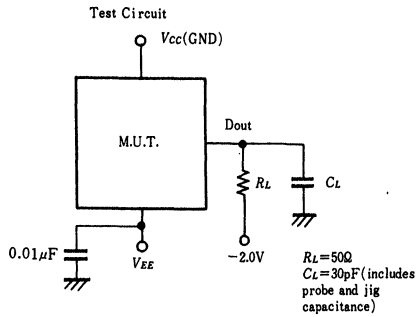 Test Circuit
Vcc(GND)
M.U.T.
Dout
RL
CL
0.01μF
VEE
−2.0V
RL=50Ω
CL=30pF(includes
probe and jig
capacitance)